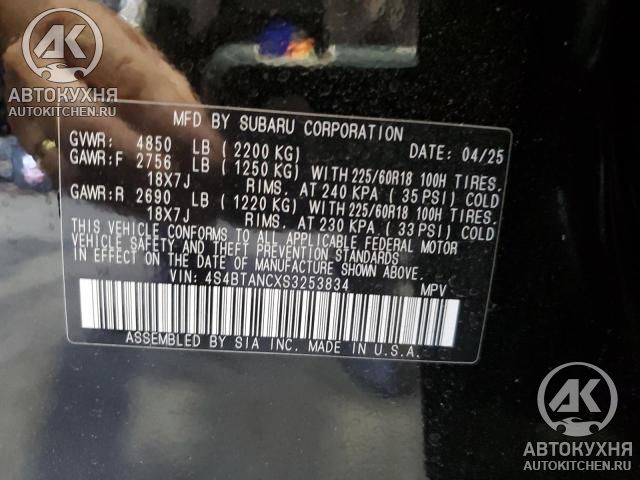 АК
АВТОКУХНЯ
AUTOKITCHEN.RU
MFD BY SUBARU CORPORATION
GVWR: 4850 LB (2200 KG) DATE: 04/25
GAWR:F 2756 LB (1250 KG) WITH 225/60R18 100H TIRES.
18X7J RIMS. AT 240 KPA (35 PSI) COLD
GAWR:R 2690 LB (1220 KG) WITH 225/60R18 100H TIRES.
18X7J RIMS. AT 230 KPA (33 PSI) COLD
THIS VEHICLE CONFORMS TO ALL APPLICABLE FEDERAL MOTOR
VEHICLE SAFETY AND THEFT PREVENTION STANDARDS
IN EFFECT ON THE DATE OF MANUFACTURE SHOWN ABOVE.
VIN: 4S4BTANCXS3253834 MPV
ASSEMBLED BY SIA INC. MADE IN U.S.A.
АК
АВТОКУХНЯ
AUTOKITCHEN.RU